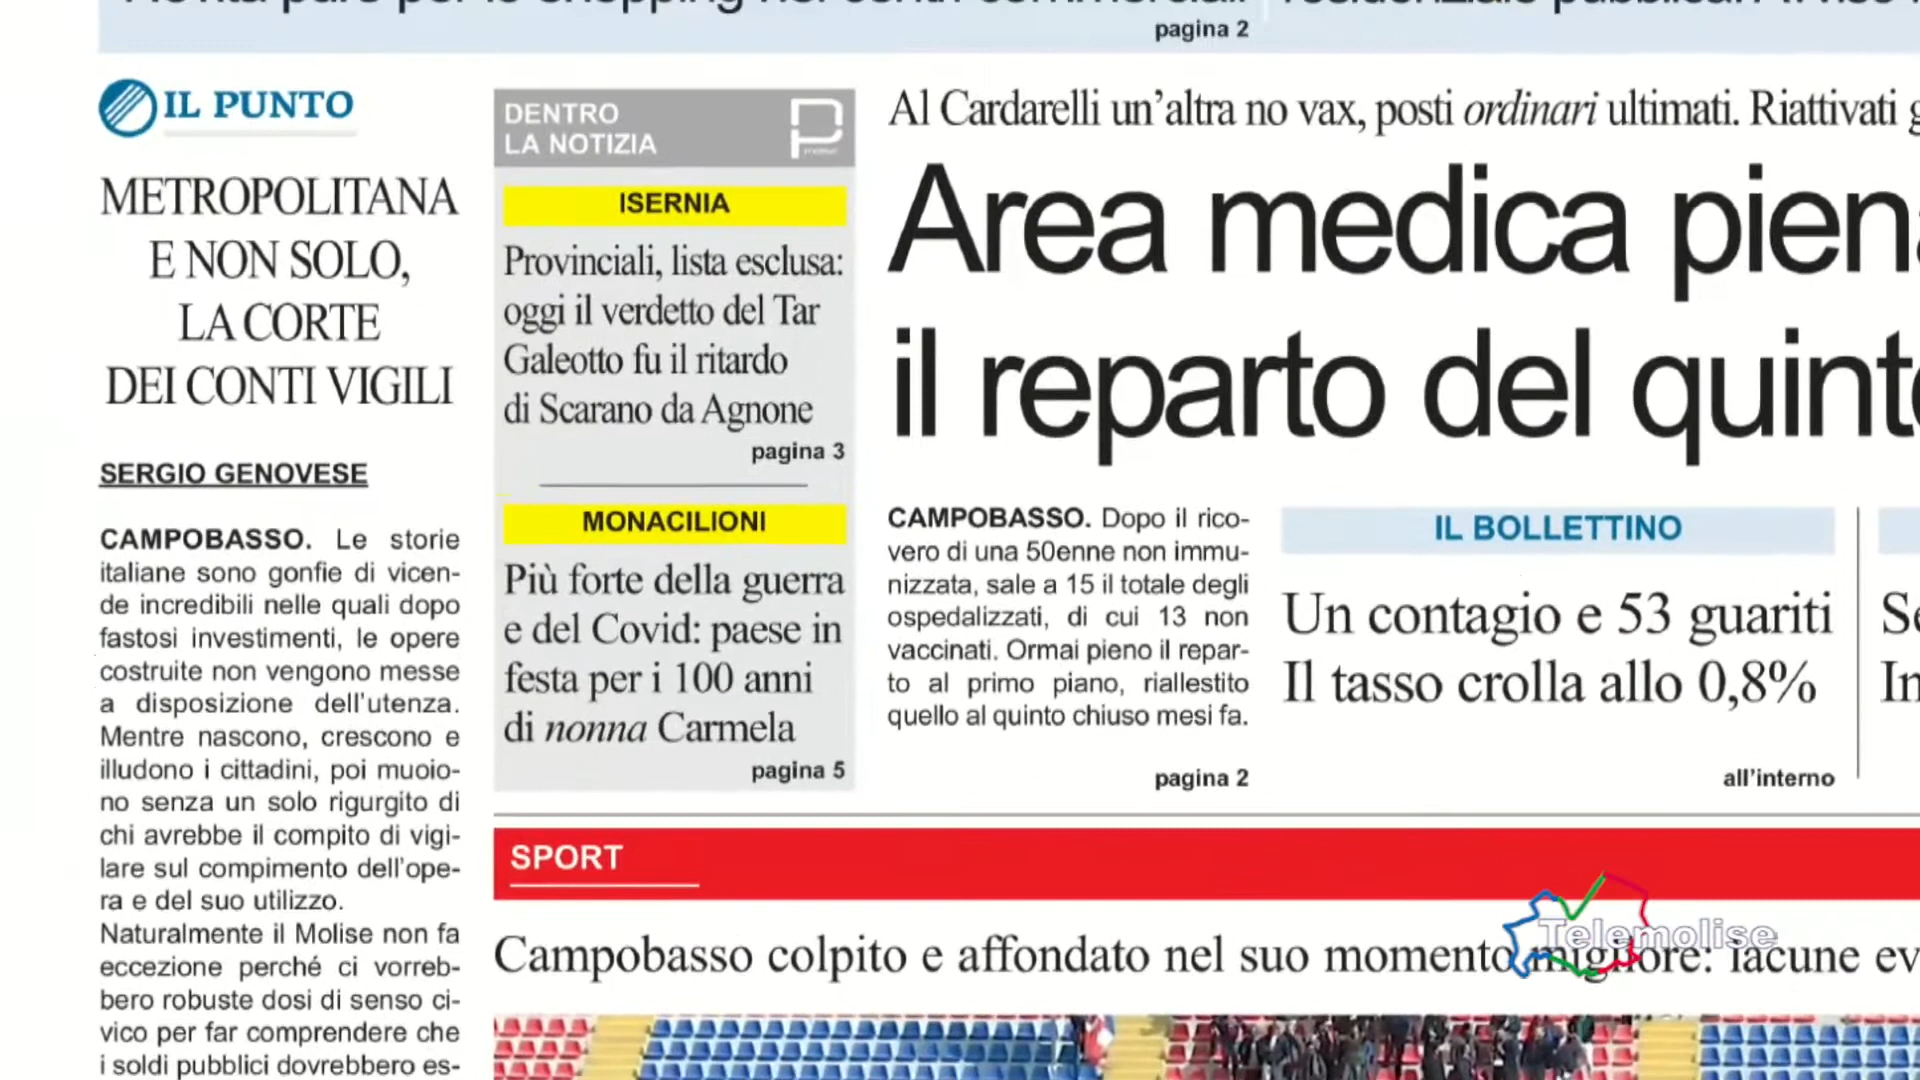 pagina 2
IL PUNTO
METROPOLITANA
E NON SOLO,
LA CORTE
DEI CONTI VIGILI
SERGIO GENOVESE
CAMPOBASSO. Le storie
italiane sono gonfie di vicen-
de incredibili nelle quali dopo
fastosi investimenti, le opere
costruite non vengono messe
a disposizione dell'utenza.
Mentre nascono, crescono e
illudono i cittadini, poi muoio-
no senza un solo rigurgito di
chi avrebbe il compito di vigi-
lare sul compimento dell'ope-
ra e del suo utilizzo.
Naturalmente il Molise non fa
eccezione perché ci vorreb-
bero robuste dosi di senso ci-
vico per far comprendere che
i soldi pubblici dovrebbero es-
DENTRO
LA NOTIZIA
ISERNIA
Provinciali, lista esclusa:
oggi il verdetto del Tar
Galeotto fu il ritardo
di Scarano da Agnone
pagina 3
MONACILIONI
Più forte della guerra
e del Covid: paese in
festa per i 100 anni
di nonna Carmela
pagina 5
Al Cardarelli un'altra no vax, posti ordinari ultimati. Riattivati
Area medica
il reparto del
CAMPOBASSO. Dopo il rico-
vero di una 50enne non immu-
nizzata, sale a 15 il totale degli
ospedalizzati, di cui 13 non
vaccinati. Ormai pieno il repar-
to al primo piano, riallestito
quello al quinto chiuso mesi fa.
pagina 2
IL BOLLETTINO
Un contagio e 53 guariti
Il tasso crolla allo 0,8%
all'interno
SPORT
Campobasso colpito e affondato nel suo momento migliore: lacune
Telemolise